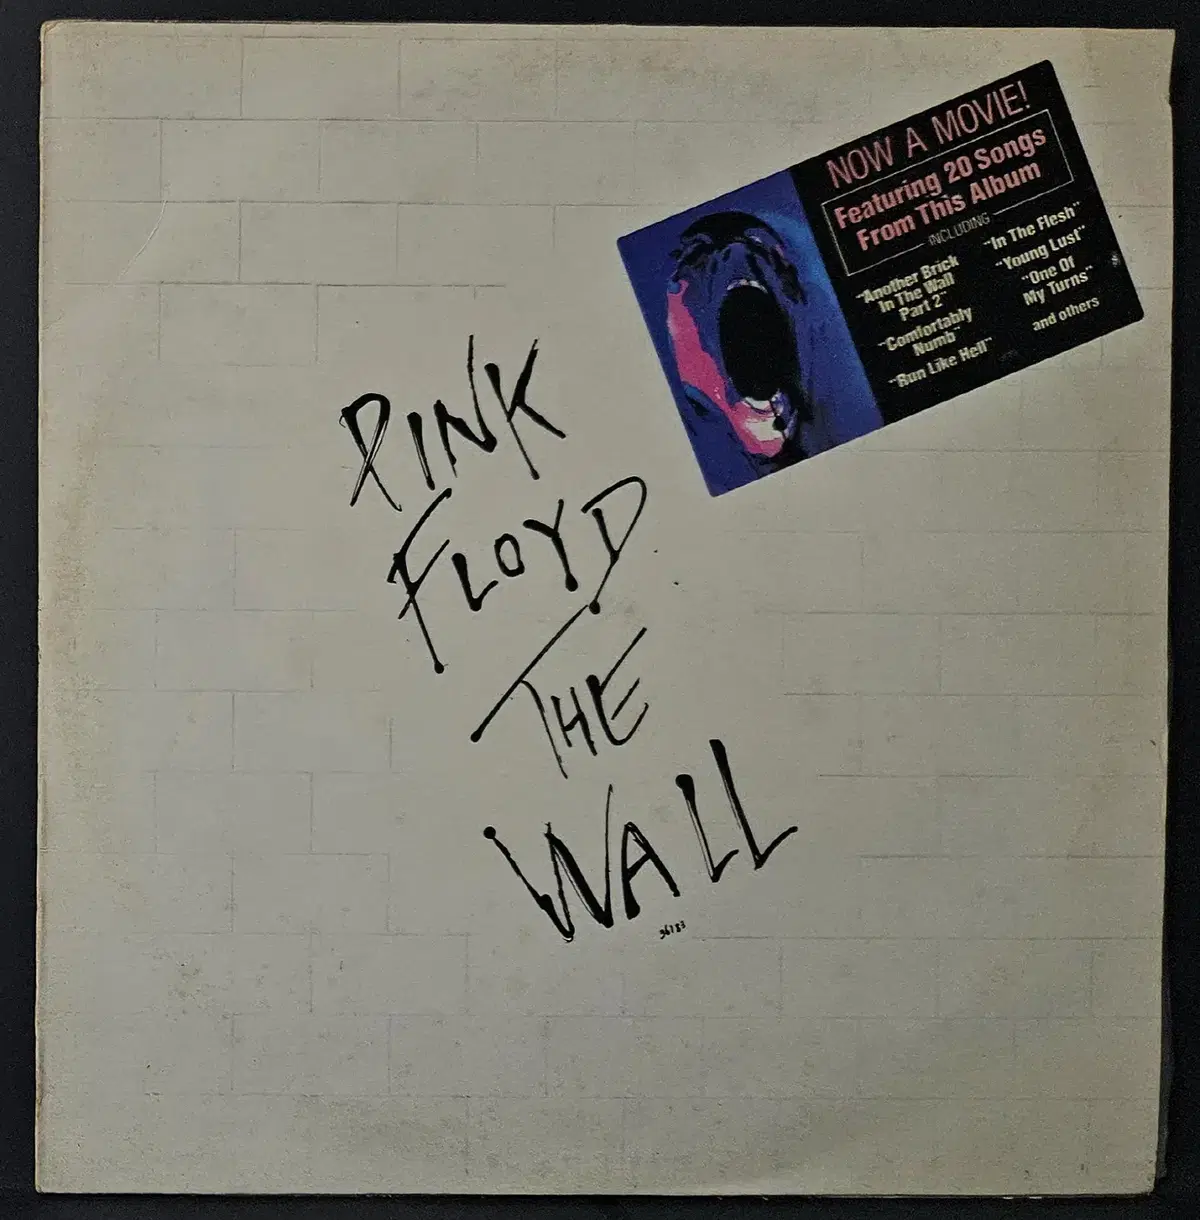 NOW A MOVIE!
Featuring 20 Songs
From This Album
INCLUDING
"Another Brick
In The Wall
Part 2"
"Comfortably
Numb"
"Run Like Hell"
"In The Flesh"
"Young Lust"
"One Of
My Turns"
and others
PINK
FLOYD
THE
WALL
36183